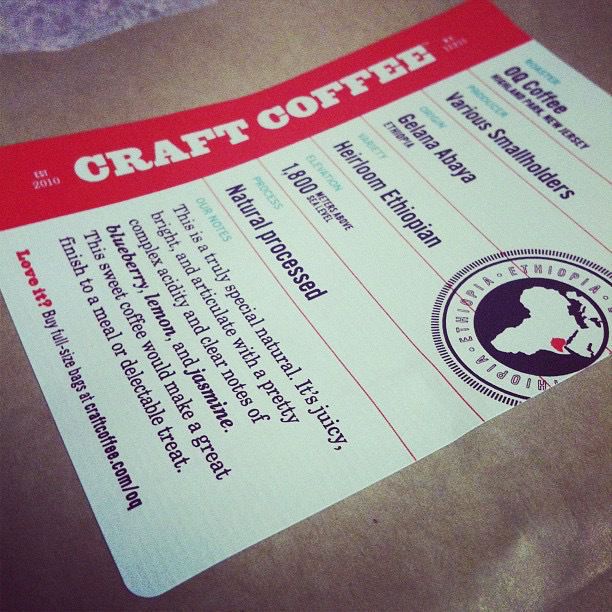 EST
2010
CRAFT COFFEE
ROASTER
OQ Coffee
HIGHLAND PARK, NEW JERSEY
PRODUCER
Various Smallholders
ORIGIN
Gelana Abaya
ETHIOPIA
VARIETY
Heirloom Ethiopian
ELEVATION
1,800 METERS ABOVE
SEA LEVEL
PROCESS
Natural processed
OUR NOTES
This is a truly special natural. It's juicy,
bright, and articulate with a pretty
complex acidity and clear notes of
blueberry, lemon, and jasmine.
This sweet coffee would make a great
finish to a meal or delectable treat.
Love it? Buy full-size bags at craftcoffee.com/oq
ETHIOPIA · ETHIOPIA · ETHIOPIA